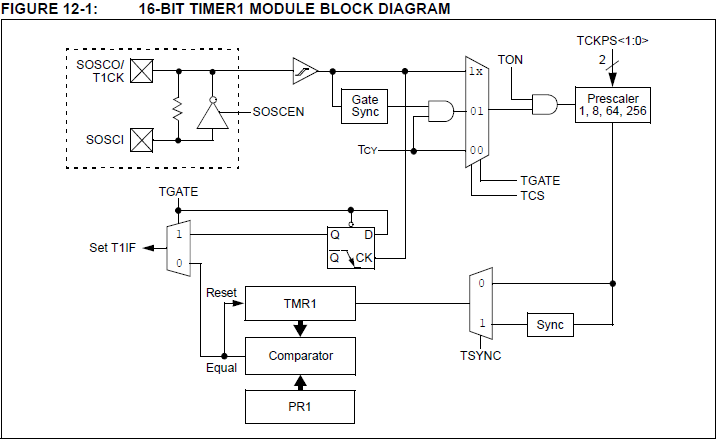 FIGURE 12-1: 16-BIT TIMER1 MODULE BLOCK DIAGRAM
TCKPS<1:0>
2
SOSCO/
T1CK
TON
1x
Prescaler
1, 8, 64, 256
Gate
Sync
SOSCEN
01
SOSCI
TCY
00
TGATE
TCS
TGATE
1
Q D
Set T1IF
0
Q CK
Reset
TMR1
0
1
Sync
Equal
Comparator
TSYNC
PR1